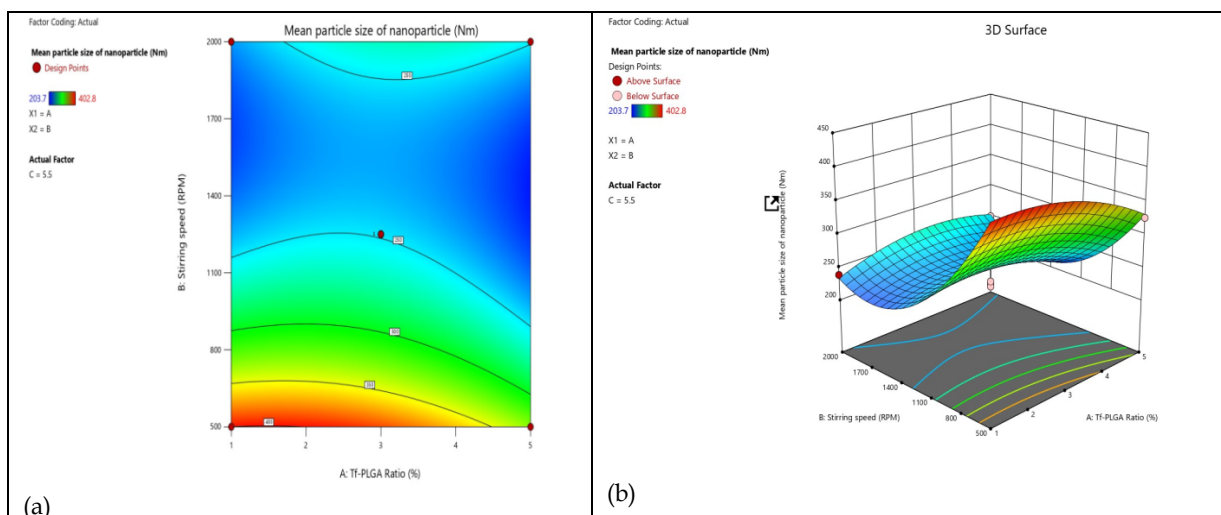 Factor Coding: Actual
Mean particle size of nanoparticle (Nm)
Design Points
203.7 402.8
X1 = A
X2 = B
Actual Factor
C = 5.5
Mean particle size of nanoparticle (Nm)
2000
1700
1400
1100
800
500
B: Stirring speed (RPM)
1 2 3 4 5
A: Tf-PLGA Ratio (%)
(a)
Factor Coding: Actual
3D Surface
Mean particle size of nanoparticle (Nm)
Design Points:
Above Surface
Below Surface
203.7 402.8
X1 = A
X2 = B
Actual Factor
C = 5.5
Mean particle size of nanoparticle (Nm)
450
400
350
300
250
200
2000
1700
1400
1100
800
500
B: Stirring speed (RPM)
1
2
3
4
5
A: Tf-PLGA Ratio (%)
(b)